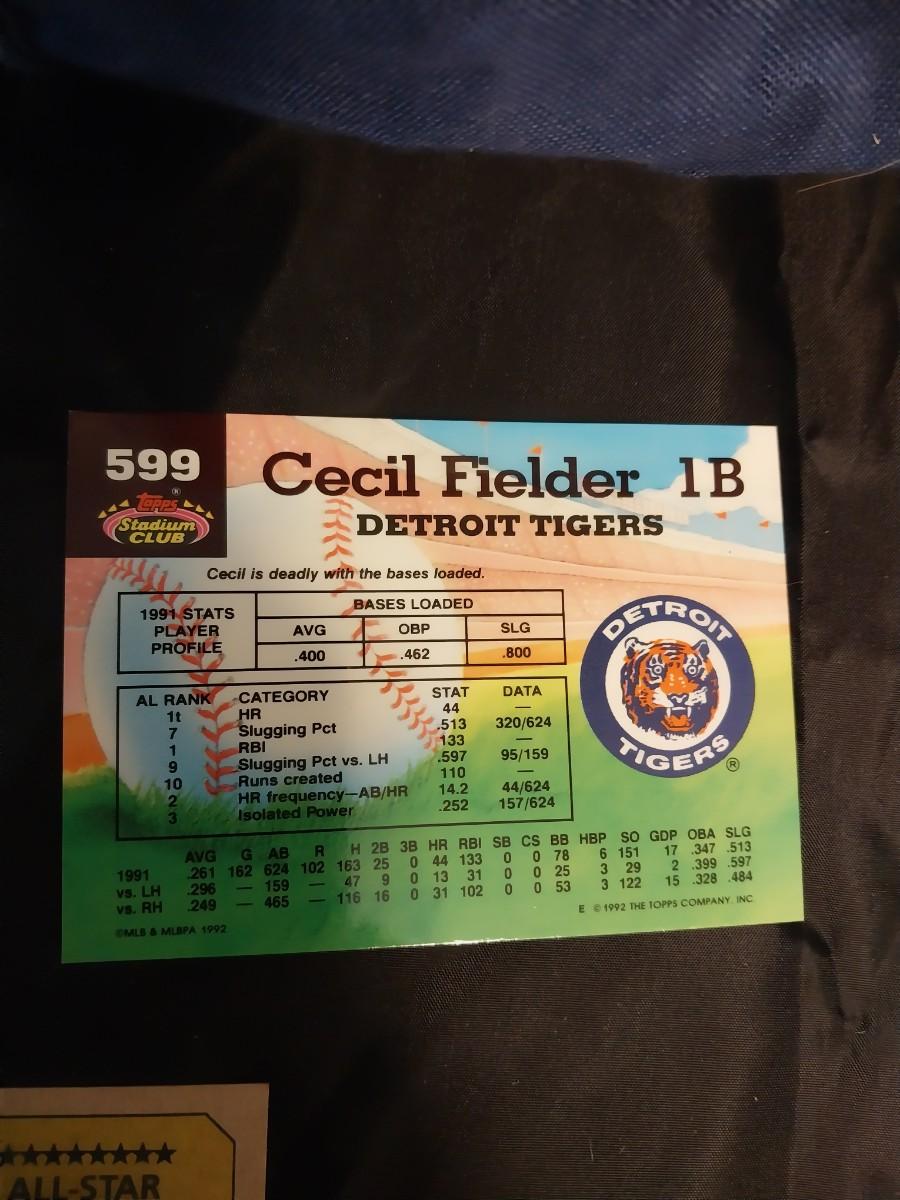 599
Topps®
Stadium
CLUB
Cecil Fielder 1B
DETROIT TIGERS
Cecil is deadly with the bases loaded.
1991 STATS PLAYER PROFILE
BASES LOADED
AVG OBP SLG
.400 .462 .800
DETROIT
TIGERS ®
AL RANK CATEGORY STAT DATA
1t HR 44 —
7 Slugging Pct .513 320/624
1 RBI 133 —
9 Slugging Pct vs. LH .597 95/159
10 Runs created 110 —
2 HR frequency—AB/HR 14.2 44/624
3 Isolated Power .252 157/624
AVG G AB R H 2B 3B HR RBI SB CS BB HBP SO GDP OBA SLG
1991 .261 162 624 102 163 25 0 44 133 0 0 78 6 151 17 .347 .513
vs. LH .296 — 159 — 47 9 0 13 31 0 0 25 3 29 2 .399 .597
vs. RH .249 — 465 — 116 16 0 31 102 0 0 53 3 122 15 .328 .484
©MLB & MLBPA 1992
E © 1992 THE TOPPS COMPANY, INC.
ALL-STAR